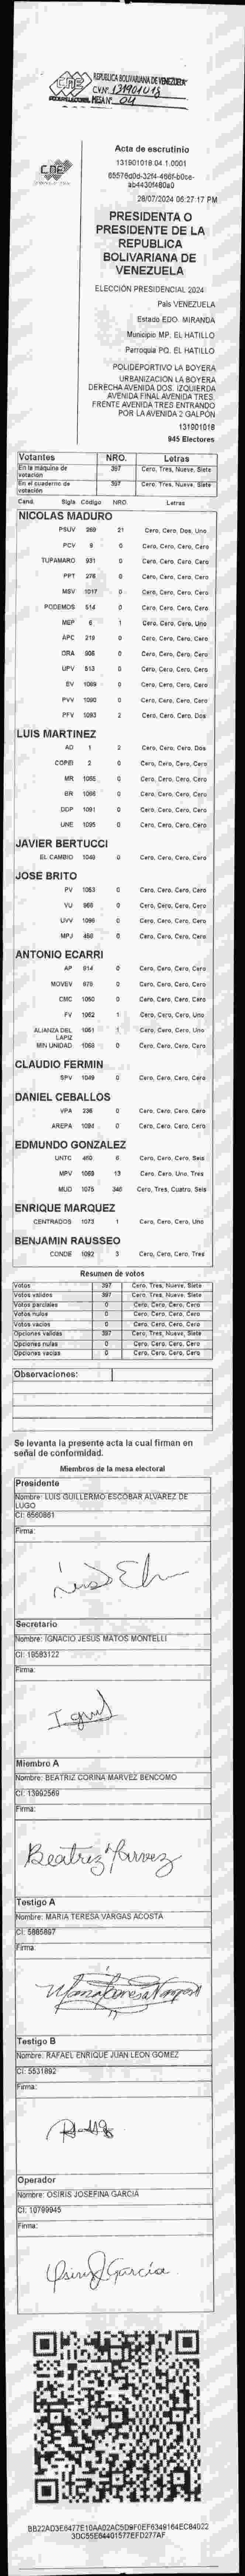 CNE
REPUBLICA BOLIVARIANA DE VENEZUELA
C.V.Nº 131901018
MESA Nº 04
CNE
Acta de escrutinio
131901018.04.1.0001
28/07/2024 06:27:17 PM
PRESIDENTA O
PRESIDENTE DE LA
REPUBLICA
BOLIVARIANA DE
VENEZUELA
ELECCIÓN PRESIDENCIAL 2024
País VENEZUELA
Estado EDO. MIRANDA
Municipio MP. EL HATILLO
Parroquia PQ. EL HATILLO
POLIDEPORTIVO LA BOYERA
URBANIZACION LA BOYERA
DERECHA AVENIDA DOS. IZQUIERDA
AVENIDA FINAL AVENIDA TRES.
FRENTE AVENIDA TRES ENTRANDO
POR LA AVENIDA 2 GALPÓN
131901018
945 Electores
Votantes NRO. Letras
En la máquina de votación 397 Cero, Tres, Nueve, Siete
En el cuaderno de votación 397 Cero, Tres, Nueve, Siete
Cand. Sigla Código NRO. Letras
NICOLAS MADURO
PSUV 269 21 Cero, Cero, Dos, Uno
PCV 9 0 Cero, Cero, Cero, Cero
TUPAMARO 931 0 Cero, Cero, Cero, Cero
PPT 276 0 Cero, Cero, Cero, Cero
MSV 1017 0 Cero, Cero, Cero, Cero
PODEMOS 514 0 Cero, Cero, Cero, Cero
MEP 6 1 Cero, Cero, Cero, Uno
APC 219 0 Cero, Cero, Cero, Cero
ORA 906 0 Cero, Cero, Cero, Cero
UPV 513 0 Cero, Cero, Cero, Cero
EV 1089 0 Cero, Cero, Cero, Cero
PVV 1090 0 Cero, Cero, Cero, Cero
PFV 1093 2 Cero, Cero, Cero, Dos
LUIS MARTINEZ
AD 1 2 Cero, Cero, Cero, Dos
COPEI 2 0 Cero, Cero, Cero, Cero
MR 1065 0 Cero, Cero, Cero, Cero
BR 1086 0 Cero, Cero, Cero, Cero
DDP 1091 0 Cero, Cero, Cero, Cero
UNE 1095 0 Cero, Cero, Cero, Cero
JAVIER BERTUCCI
EL CAMBIO 1049 0 Cero, Cero, Cero, Cero
JOSE BRITO
PV 1053 0 Cero, Cero, Cero, Cero
VU 968 0 Cero, Cero, Cero, Cero
UVV 1096 0 Cero, Cero, Cero, Cero
MPJ 456 0 Cero, Cero, Cero, Cero
ANTONIO ECARRI
AP 914 0 Cero, Cero, Cero, Cero
MOVEV 678 0 Cero, Cero, Cero, Cero
CMC 1060 0 Cero, Cero, Cero, Cero
FV 1062 1 Cero, Cero, Cero, Uno
ALIANZA DEL LAPIZ 1061 1 Cero, Cero, Cero, Uno
MIN UNIDAD 1058 0 Cero, Cero, Cero, Cero
CLAUDIO FERMIN
SPV 1049 0 Cero, Cero, Cero, Cero
DANIEL CEBALLOS
VPA 236 0 Cero, Cero, Cero, Cero
AREPA 1094 0 Cero, Cero, Cero, Cero
EDMUNDO GONZALEZ
UNTC 460 6 Cero, Cero, Cero, Seis
MPV 1069 13 Cero, Cero, Uno, Tres
MUD 1075 346 Cero, Tres, Cuatro, Seis
ENRIQUE MARQUEZ
CENTRADOS 1073 1 Cero, Cero, Cero, Uno
BENJAMIN RAUSSEO
CONDE 1092 3 Cero, Cero, Cero, Tres
Resumen de votos
Votos 397 Cero, Tres, Nueve, Siete
Votos validos 397 Cero, Tres, Nueve, Siete
Votos parciales 0 Cero, Cero, Cero, Cero
Votos nulos 0 Cero, Cero, Cero, Cero
Votos vacios 0 Cero, Cero, Cero, Cero
Opciones validas 397 Cero, Tres, Nueve, Siete
Opciones nulas 0 Cero, Cero, Cero, Cero
Opciones vacias 0 Cero, Cero, Cero, Cero
Observaciones:
Se levanta la presente acta la cual firman en
señal de conformidad.
Miembros de la mesa electoral
Presidente
Nombre: LUIS GUILLERMO ESCOBAR ALVAREZ DE
LUGO
CI: 6560861
Firma:
Secretario
Nombre: IGNACIO JESUS MATOS MONTELLI
CI: 19583122
Firma:
Miembro A
Nombre: BEATRIZ CORINA MARVEZ BENCOMO
CI: 13992569
Firma:
Beatriz Marvez
Testigo A
Nombre: MARIA TERESA VARGAS ACOSTA
CI: 5885897
Firma:
Testigo B
Nombre: RAFAEL ENRIQUE JUAN LEON GOMEZ
CI: 5531892
Firma:
Operador
Nombre: OSIRIS JOSEFINA GARCIA
CI: 10799945
Firma:
Osiris J García
BB22AD3E6477E10AA02AC5D9F0EF6349164EC84022
3DC55E64401577EFD277AF